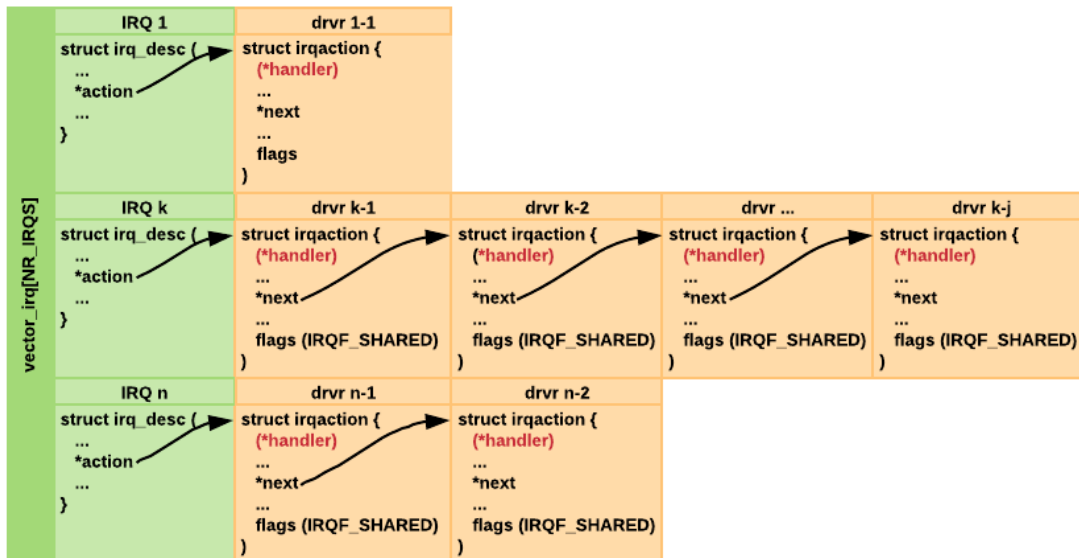 vector_irq[NR_IRQS]
IRQ 1
struct irq_desc (
...
*action
...
}
drvr 1-1
struct irqaction {
(*handler)
...
*next
...
flags
)
IRQ k
struct irq_desc (
...
*action
...
}
drvr k-1
struct irqaction {
(*handler)
...
*next
...
flags (IRQF_SHARED)
)
drvr k-2
struct irqaction {
(*handler)
...
*next
...
flags (IRQF_SHARED)
)
drvr ...
struct irqaction {
(*handler)
...
*next
...
flags (IRQF_SHARED)
)
drvr k-j
struct irqaction {
(*handler)
...
*next
...
flags (IRQF_SHARED)
)
IRQ n
struct irq_desc (
...
*action
...
}
drvr n-1
struct irqaction {
(*handler)
...
*next
...
flags (IRQF_SHARED)
)
drvr n-2
struct irqaction {
(*handler)
...
*next
...
flags (IRQF_SHARED)
)